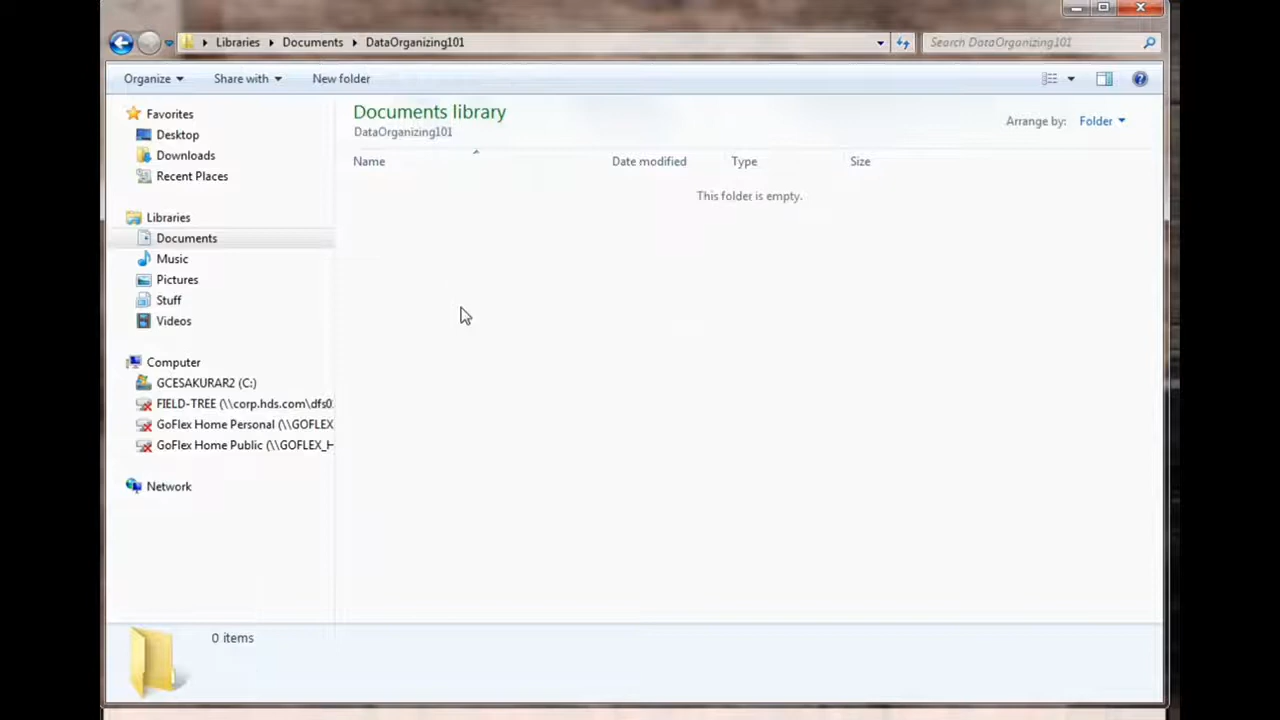 Libraries Documents DataOrganizing101
Search DataOrganizing101
Organize Share with New folder
Favorites
Desktop
Downloads
Recent Places
Libraries
Documents
Music
Pictures
Stuff
Videos
Computer
GCESAKURAR2 (C:)
FIELD-TREE (\\corp.hds.com\dfs0
GoFlex Home Personal (\\GOFLEX
GoFlex Home Public (\\GOFLEX_H
Network
Documents library
DataOrganizing101
Arrange by: Folder
Name Date modified Type Size
This folder is empty.
0 items